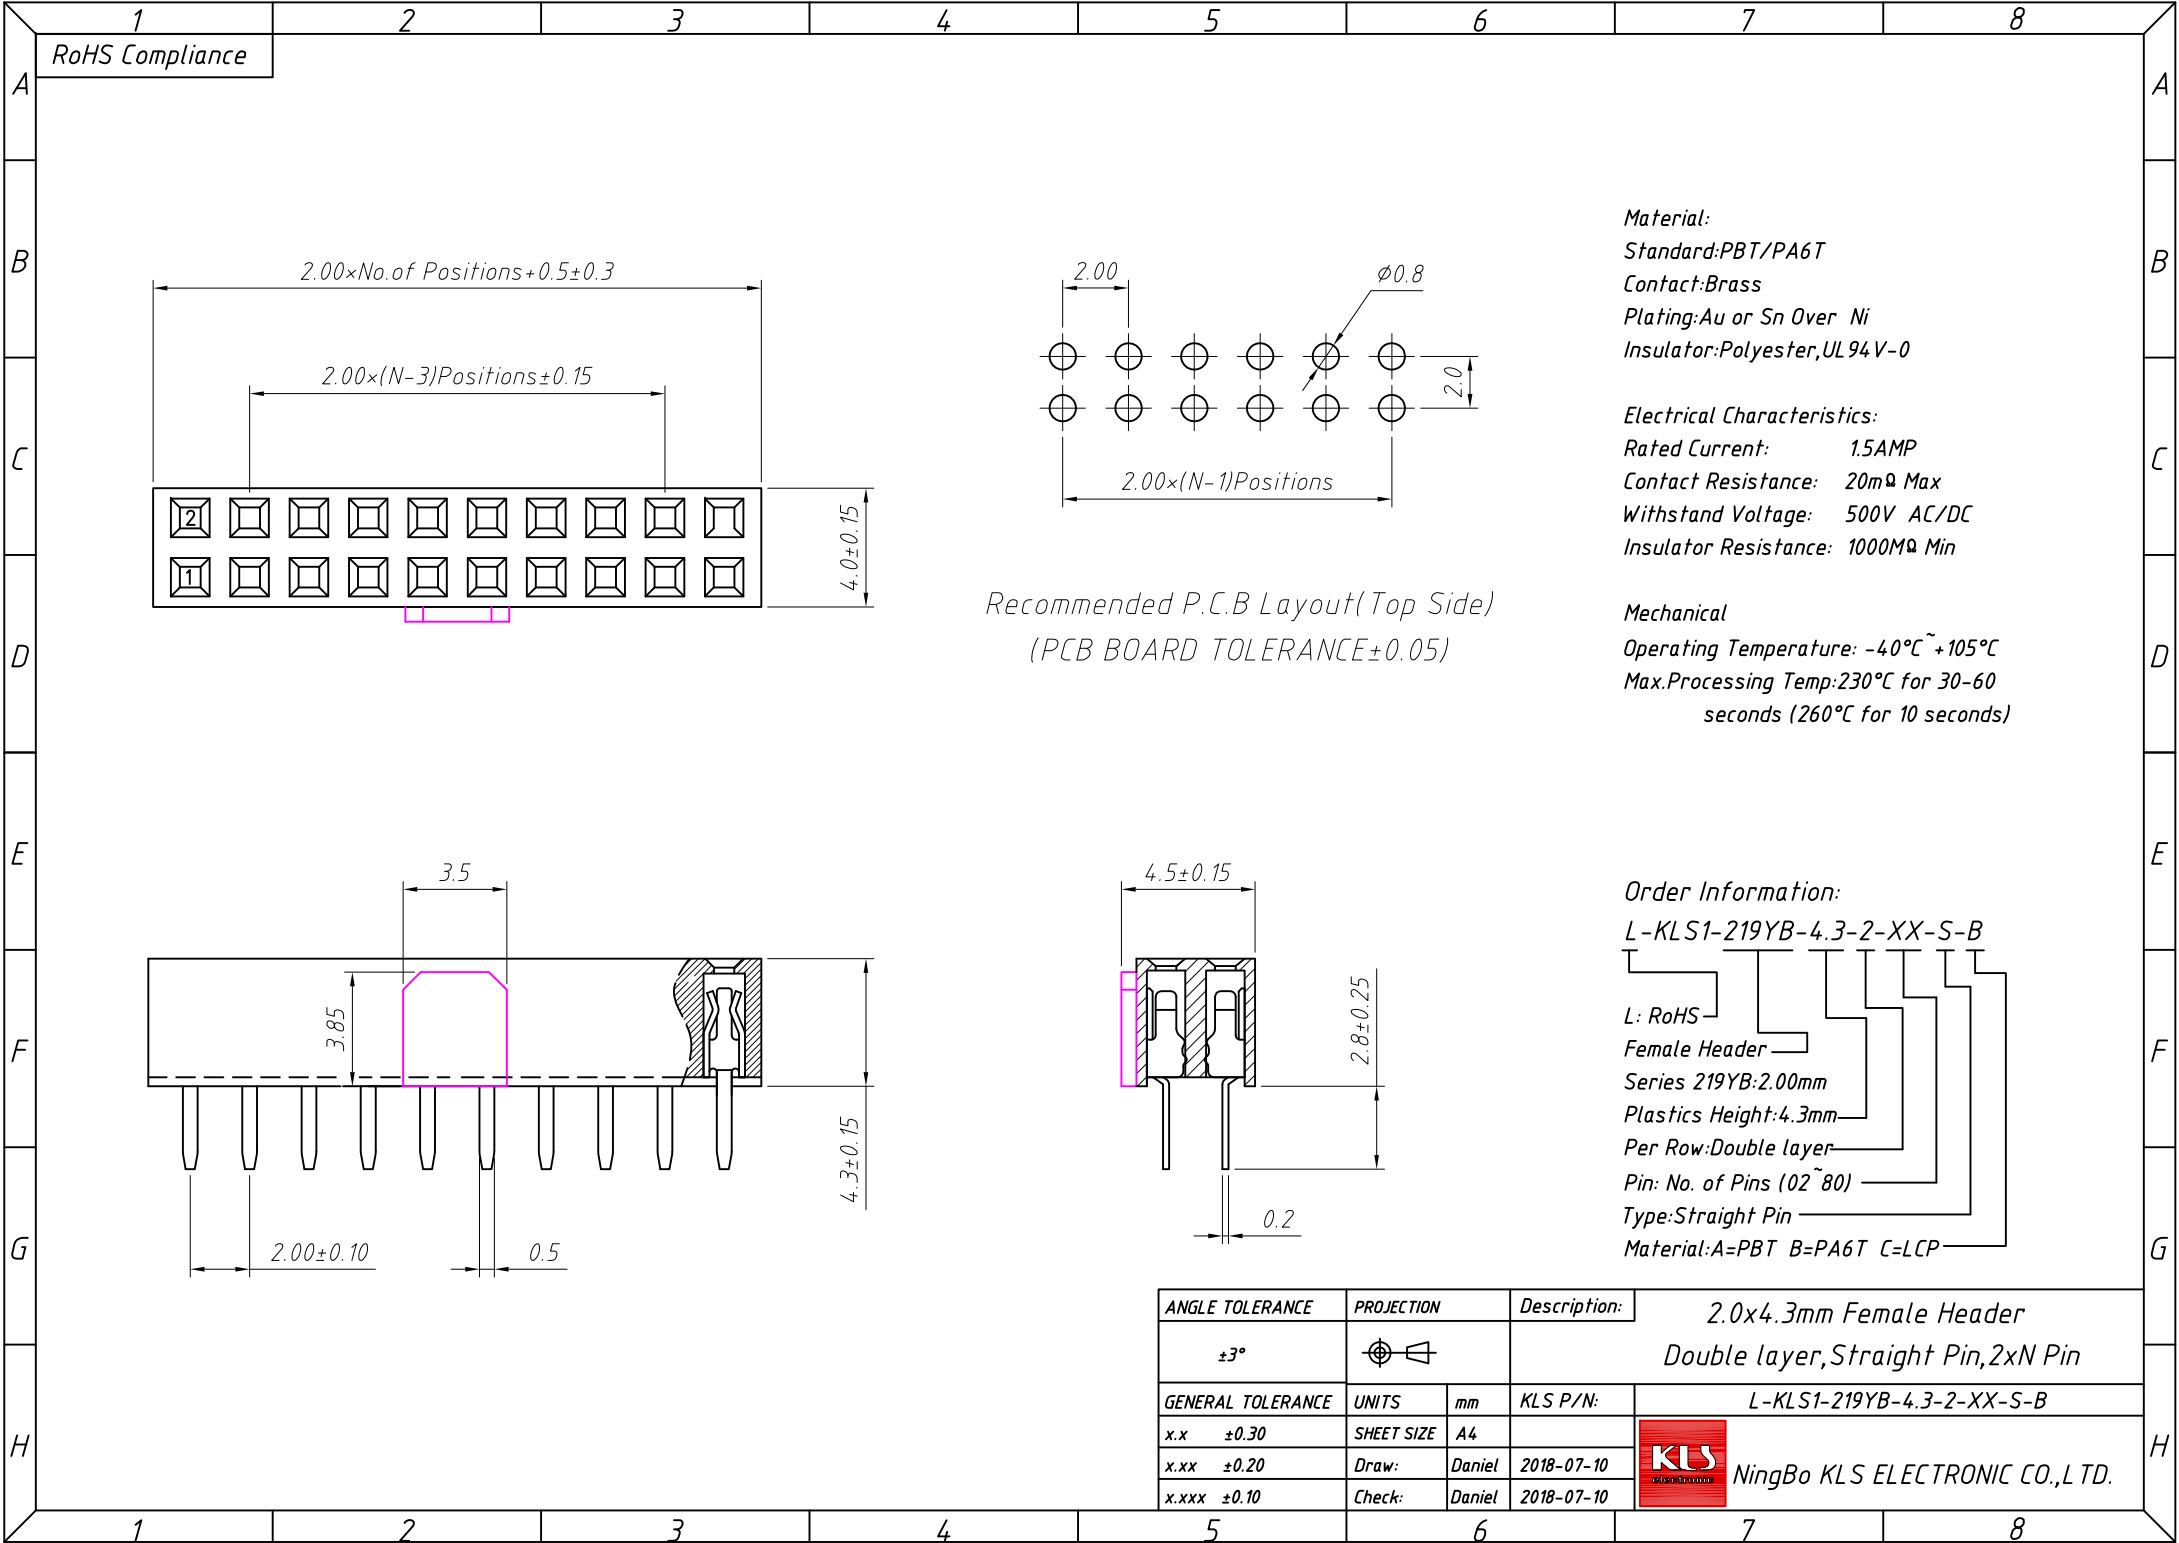 1 2 3 4 5 6 7 8
RoHS Compliance
A A
B B
C C
D D
E E
F F
G G
H H
2.00×No.of Positions+0.5±0.3
2.00×(N-3)Positions±0.15
2
1
4.0±0.15
2.00
Ø0.8
2.0
2.00×(N-1)Positions
Recommended P.C.B Layout(Top Side)
(PCB BOARD TOLERANCE±0.05)
Material:
Standard:PBT/PA6T
Contact:Brass
Plating:Au or Sn Over Ni
Insulator:Polyester,UL94V-0
Electrical Characteristics:
Rated Current: 1.5AMP
Contact Resistance: 20mΩ Max
Withstand Voltage: 500V AC/DC
Insulator Resistance: 1000MΩ Min
Mechanical
Operating Temperature: -40°C~+105°C
Max.Processing Temp:230°C for 30-60
seconds (260°C for 10 seconds)
3.5
3.85
4.3±0.15
2.00±0.10
0.5
4.5±0.15
2.8±0.25
0.2
Order Information:
L-KLS1-219YB-4.3-2-XX-S-B
L: RoHS
Female Header
Series 219YB:2.00mm
Plastics Height:4.3mm
Per Row:Double layer
Pin: No. of Pins (02~80)
Type:Straight Pin
Material:A=PBT B=PA6T C=LCP
ANGLE TOLERANCE PROJECTION Description: 2.0x4.3mm Female Header
±3° Double layer,Straight Pin,2xN Pin
GENERAL TOLERANCE UNITS mm KLS P/N: L-KLS1-219YB-4.3-2-XX-S-B
x.x ±0.30 SHEET SIZE A4
x.xx ±0.20 Draw: Daniel 2018-07-10
x.xxx ±0.10 Check: Daniel 2018-07-10
KLS
electronic
NingBo KLS ELECTRONIC CO.,LTD.
1 2 3 4 5 6 7 8